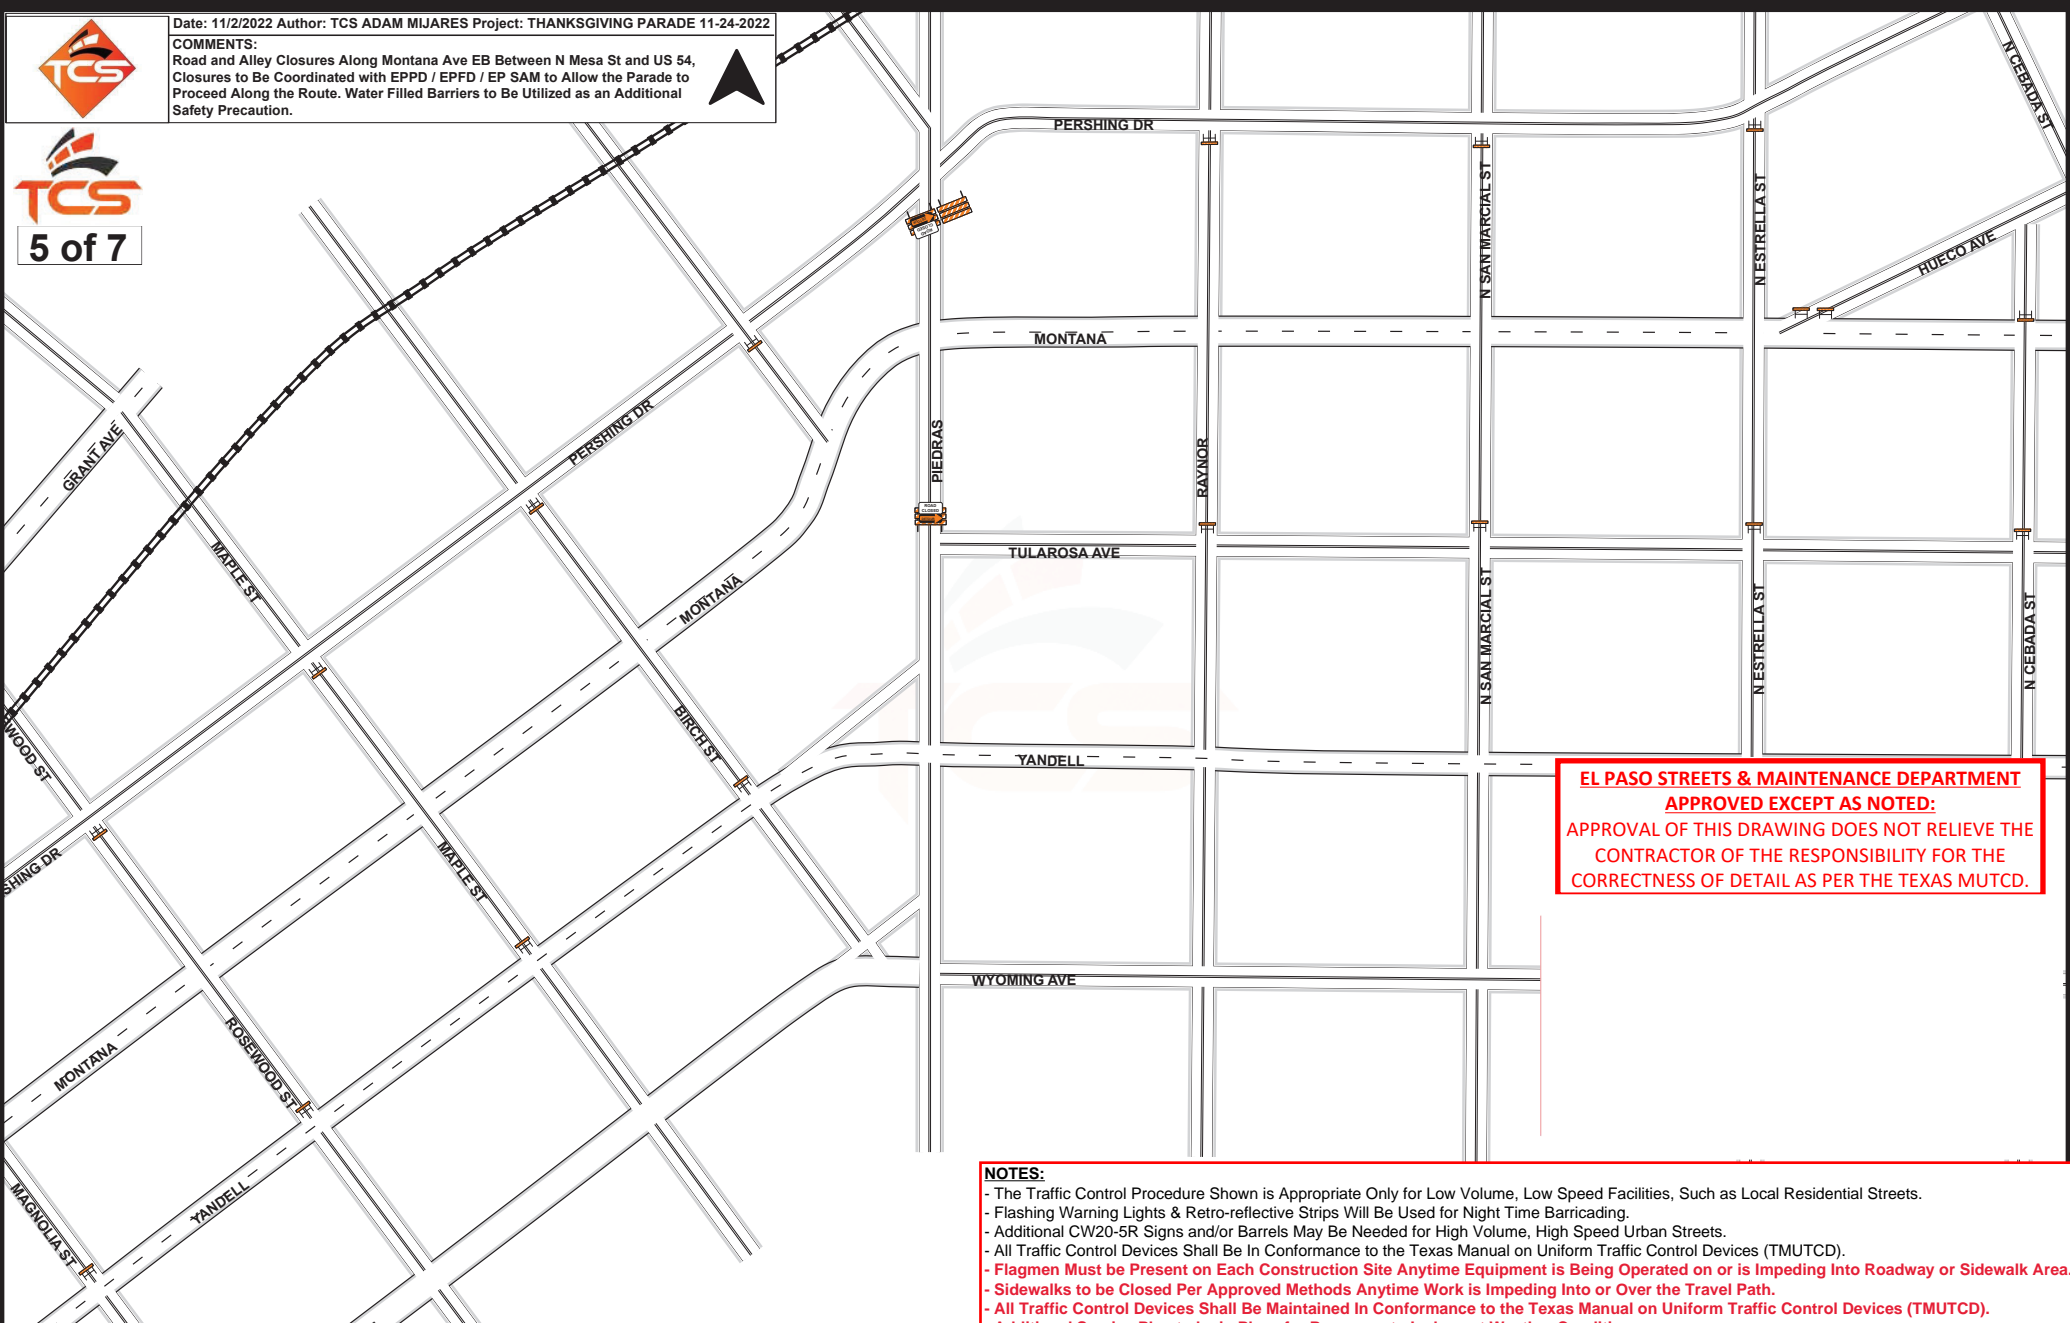 Date: 11/2/2022 Author: TCS ADAM MIJARES Project: THANKSGIVING PARADE 11-24-2022
COMMENTS:
Road and Alley Closures Along Montana Ave EB Between N Mesa St and US 54,
Closures to Be Coordinated with EPPD / EPFD / EP SAM to Allow the Parade to
Proceed Along the Route. Water Filled Barriers to Be Utilized as an Additional
Safety Precaution.
TCS
TCS
5 of 7
N CEBADA ST
PERSHING DR
N SAN MARCIAL ST
N ESTRELLA ST
HUECO AVE
MONTANA
PERSHING DR
GRANT AVE
PIEDRAS
RAYNOR
ROAD
CLOSED
TULAROSA AVE
MAPLE ST
MONTANA
N SAN MARCIAL ST
N ESTRELLA ST
N CEBADA ST
TCS
WOOD ST
BIRCH ST
YANDELL
SHING DR
MAPLE ST
EL PASO STREETS & MAINTENANCE DEPARTMENT
APPROVED EXCEPT AS NOTED:
APPROVAL OF THIS DRAWING DOES NOT RELIEVE THE
CONTRACTOR OF THE RESPONSIBILITY FOR THE
CORRECTNESS OF DETAIL AS PER THE TEXAS MUTCD.
WYOMING AVE
MONTANA
ROSEWOOD ST
MAGNOLIA ST
YANDELL
NOTES:
- The Traffic Control Procedure Shown is Appropriate Only for Low Volume, Low Speed Facilities, Such as Local Residential Streets.
- Flashing Warning Lights & Retro-reflective Strips Will Be Used for Night Time Barricading.
- Additional CW20-5R Signs and/or Barrels May Be Needed for High Volume, High Speed Urban Streets.
- All Traffic Control Devices Shall Be In Conformance to the Texas Manual on Uniform Traffic Control Devices (TMUTCD).
- Flagmen Must be Present on Each Construction Site Anytime Equipment is Being Operated on or is Impeding Into Roadway or Sidewalk Area.
- Sidewalks to be Closed Per Approved Methods Anytime Work is Impeding Into or Over the Travel Path.
- All Traffic Control Devices Shall Be Maintained In Conformance to the Texas Manual on Uniform Traffic Control Devices (TMUTCD).